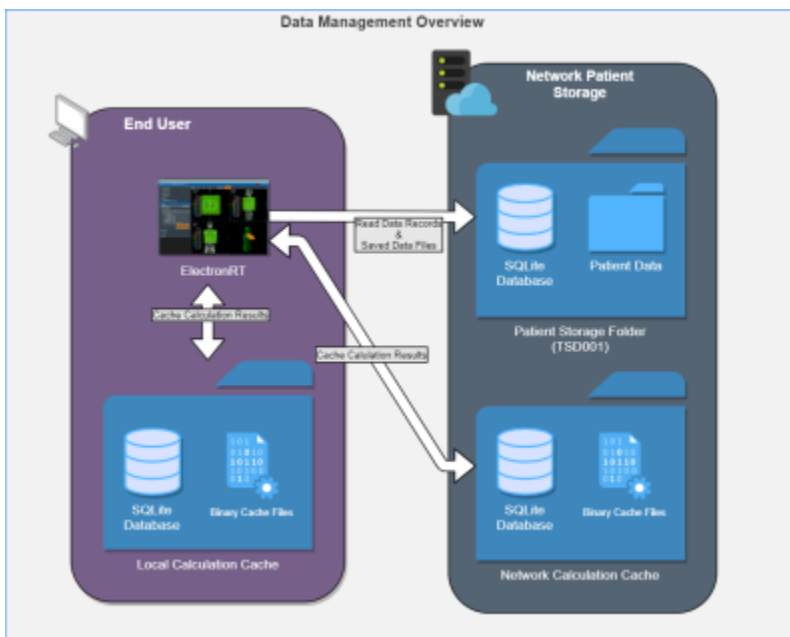 Data Management Overview
End User
ElectronRT
Cache Calculation Results
SQLite
Database
Binary Cache Files
Local Calculation Cache
Read Data Records
&
Saved Data Files
Cache Calulation Results
Network Patient
Storage
SQLite
Database
Patient Data
Patient Storage Folder
(TSD001)
SQLite
Database
Binary Cache Files
Network Calculation Cache